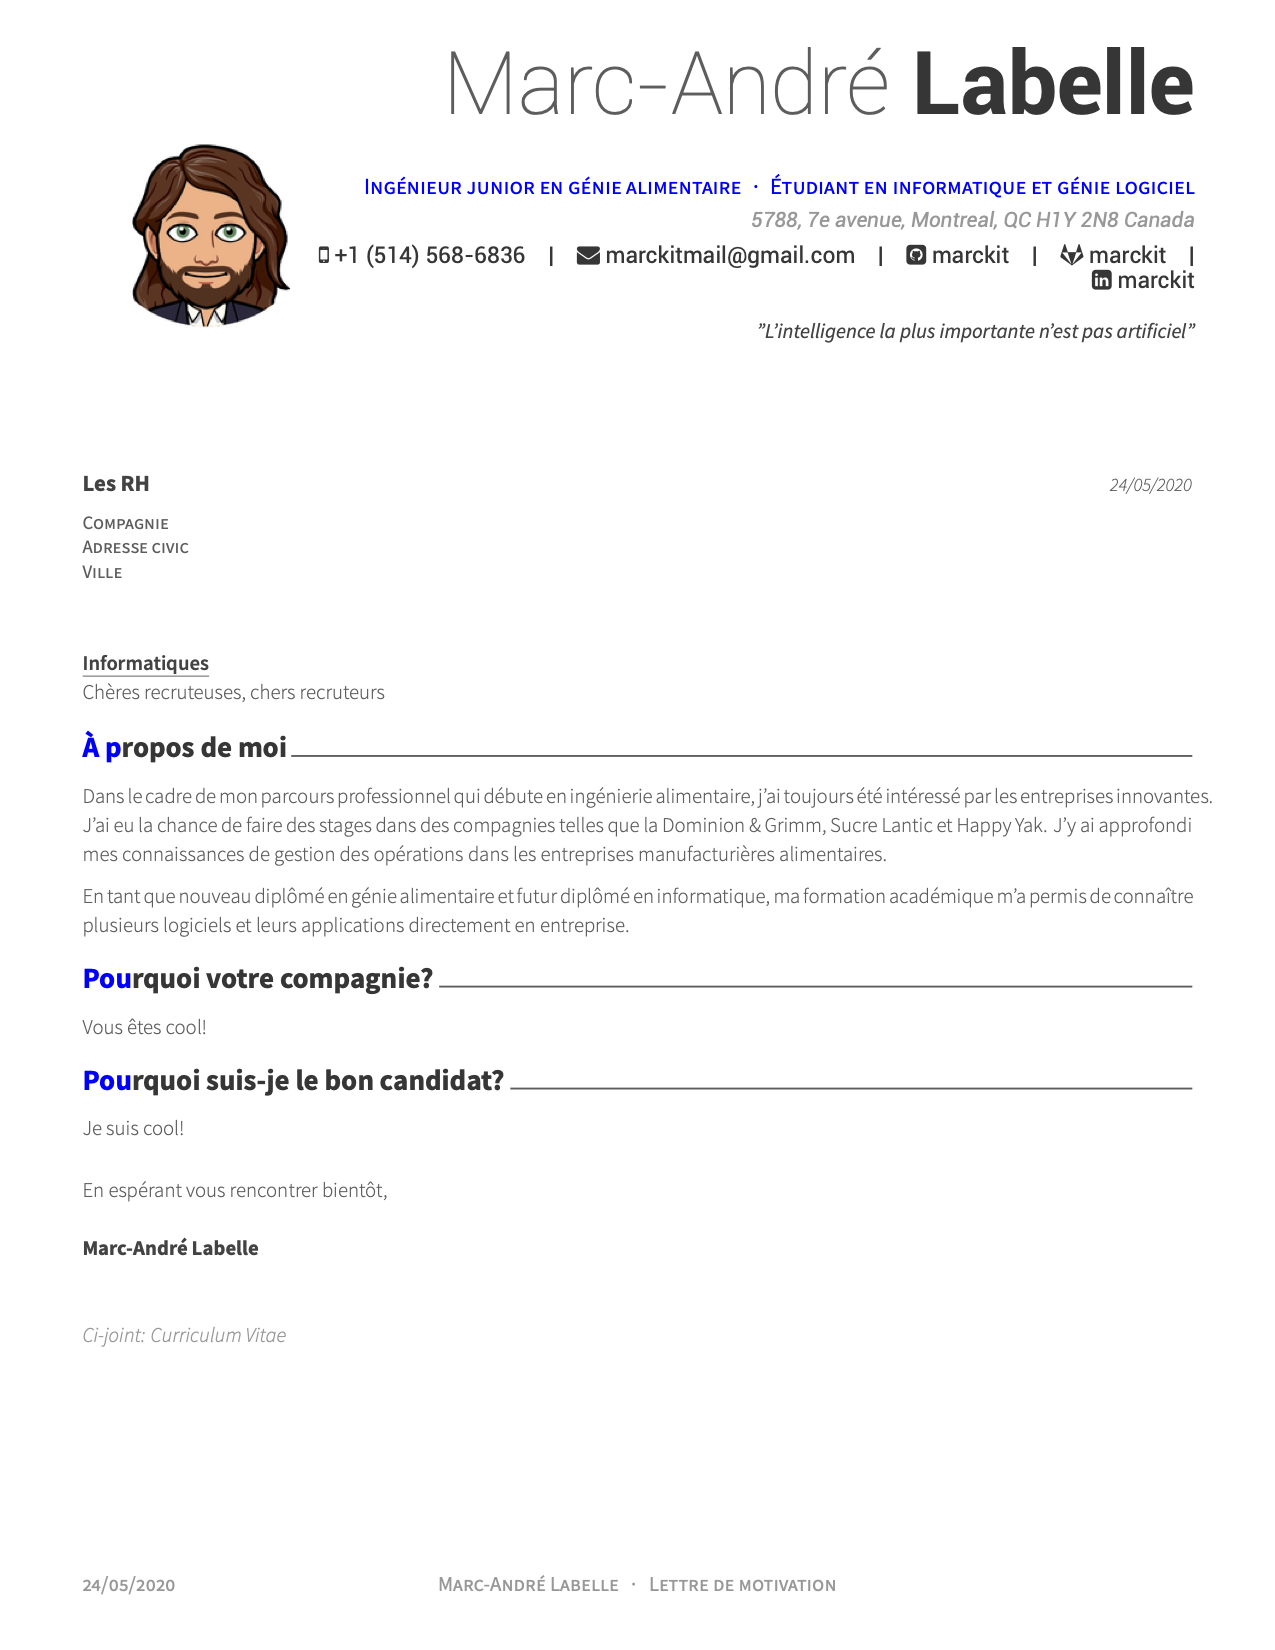 Marc-André Labelle
Ingénieur junior en génie alimentaire · Étudiant en informatique et génie logiciel
5788, 7e avenue, Montreal, QC H1Y 2N8 Canada
+1 (514) 568-6836 | marckitmail@gmail.com | marckit | marckit |
marckit
”L’intelligence la plus importante n’est pas artificiel”
Les RH
24/05/2020
Compagnie
Adresse civic
Ville
Informatiques
Chères recruteuses, chers recruteurs
À propos de moi
Dans le cadre de mon parcours professionnel qui débute en ingénierie alimentaire, j’ai toujours été intéressé par les entreprises innovantes.
J’ai eu la chance de faire des stages dans des compagnies telles que la Dominion & Grimm, Sucre Lantic et Happy Yak. J’y ai approfondi
mes connaissances de gestion des opérations dans les entreprises manufacturières alimentaires.
En tant que nouveau diplômé en génie alimentaire et futur diplômé en informatique, ma formation académique m’a permis de connaître
plusieurs logiciels et leurs applications directement en entreprise.
Pourquoi votre compagnie?
Vous êtes cool!
Pourquoi suis-je le bon candidat?
Je suis cool!
En espérant vous rencontrer bientôt,
Marc-André Labelle
Ci-joint: Curriculum Vitae
24/05/2020
Marc-André Labelle · Lettre de motivation